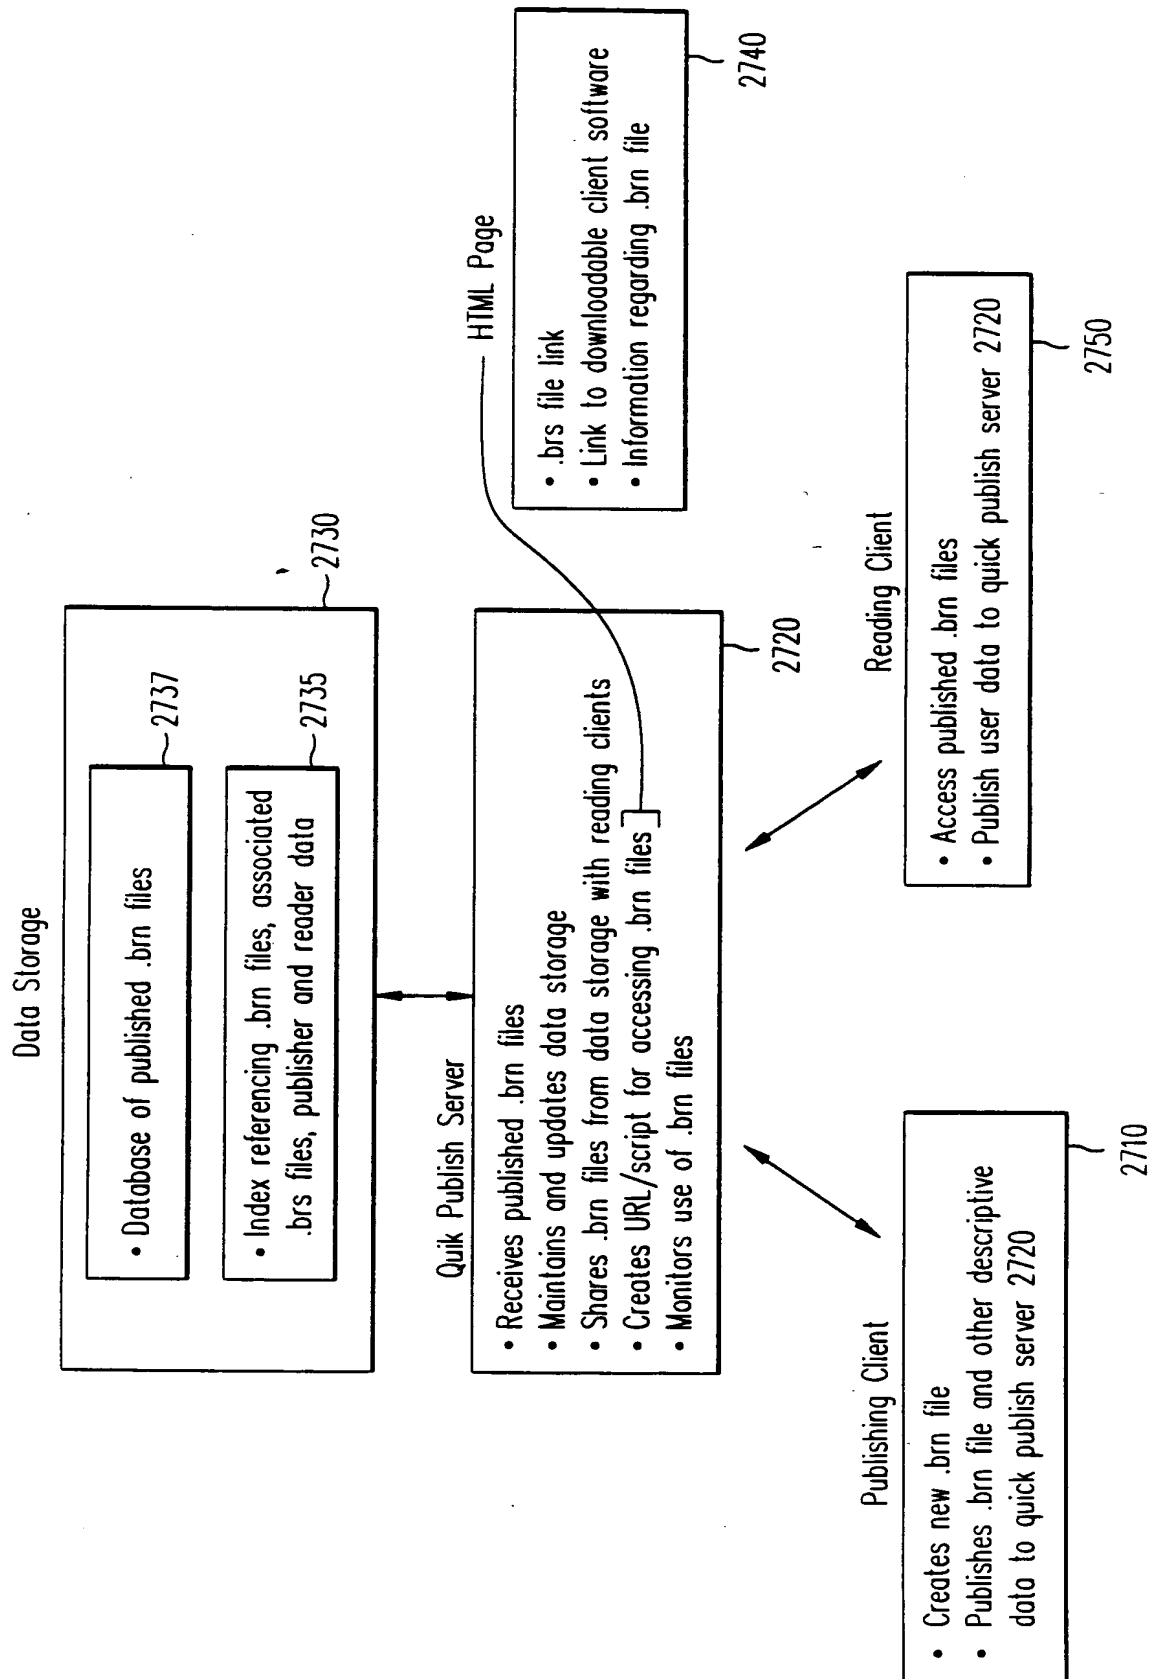 Data Storage
• Database of published .brn files
2737
• Index referencing .brn files, associated
.brs files, publisher and reader data
2735
2730
Quik Publish Server
• Receives published .brn files
• Maintains and updates data storage
• Shares .brn files from data storage with reading clients
• Creates URL/script for accessing .brn files
• Monitors use of .brn files
2720
HTML Page
• .brs file link
• Link to downloadable client software
• Information regarding .brn file
2740
Publishing Client
• Creates new .brn file
• Publishes .brn file and other descriptive
data to quick publish server 2720
2710
Reading Client
• Access published .brn files
• Publish user data to quick publish server 2720
2750